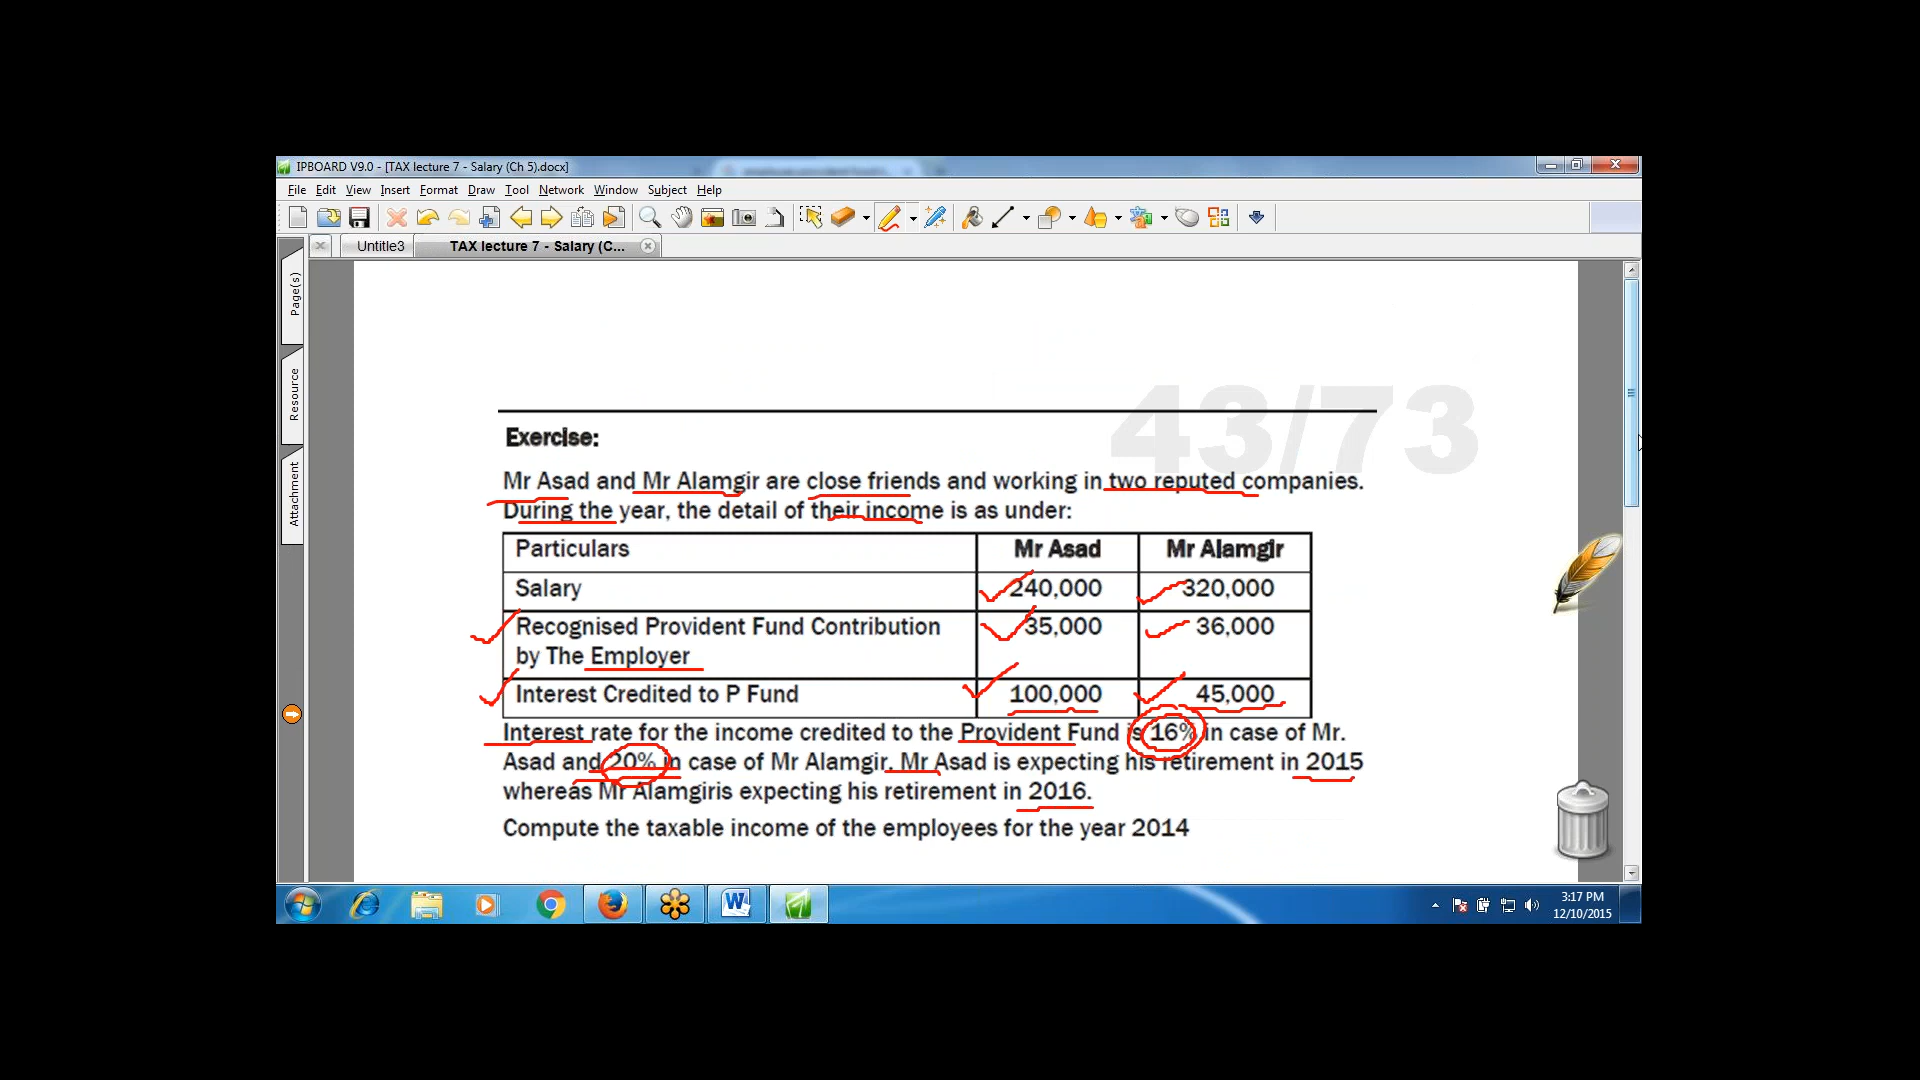 IPBOARD V9.0 - [TAX lecture 7 - Salary (Ch 5).docx]
File Edit View Insert Format Draw Tool Network Window Subject Help
Untitle3 TAX lecture 7 - Salary (C...
Page(s)
Resource
Attachment
43/73
Exercise:
Mr Asad and Mr Alamgir are close friends and working in two reputed companies.
During the year, the detail of their income is as under:
Particulars Mr Asad Mr Alamgir
Salary 240,000 320,000
Recognised Provident Fund Contribution 35,000 36,000
by The Employer
Interest Credited to P Fund 100,000 45,000
Interest rate for the income credited to the Provident Fund is 16% in case of Mr.
Asad and 20% in case of Mr Alamgir. Mr Asad is expecting his retirement in 2015
whereas Mr Alamgiris expecting his retirement in 2016.
Compute the taxable income of the employees for the year 2014
3:17 PM
12/10/2015